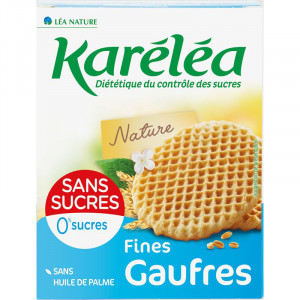 LÉA NATURE
Karéléa
Diététique du contrôle des sucres
Nature
SANS
SUCRES
0% sucres
Fines
Gaufres
SANS
HUILE DE PALME